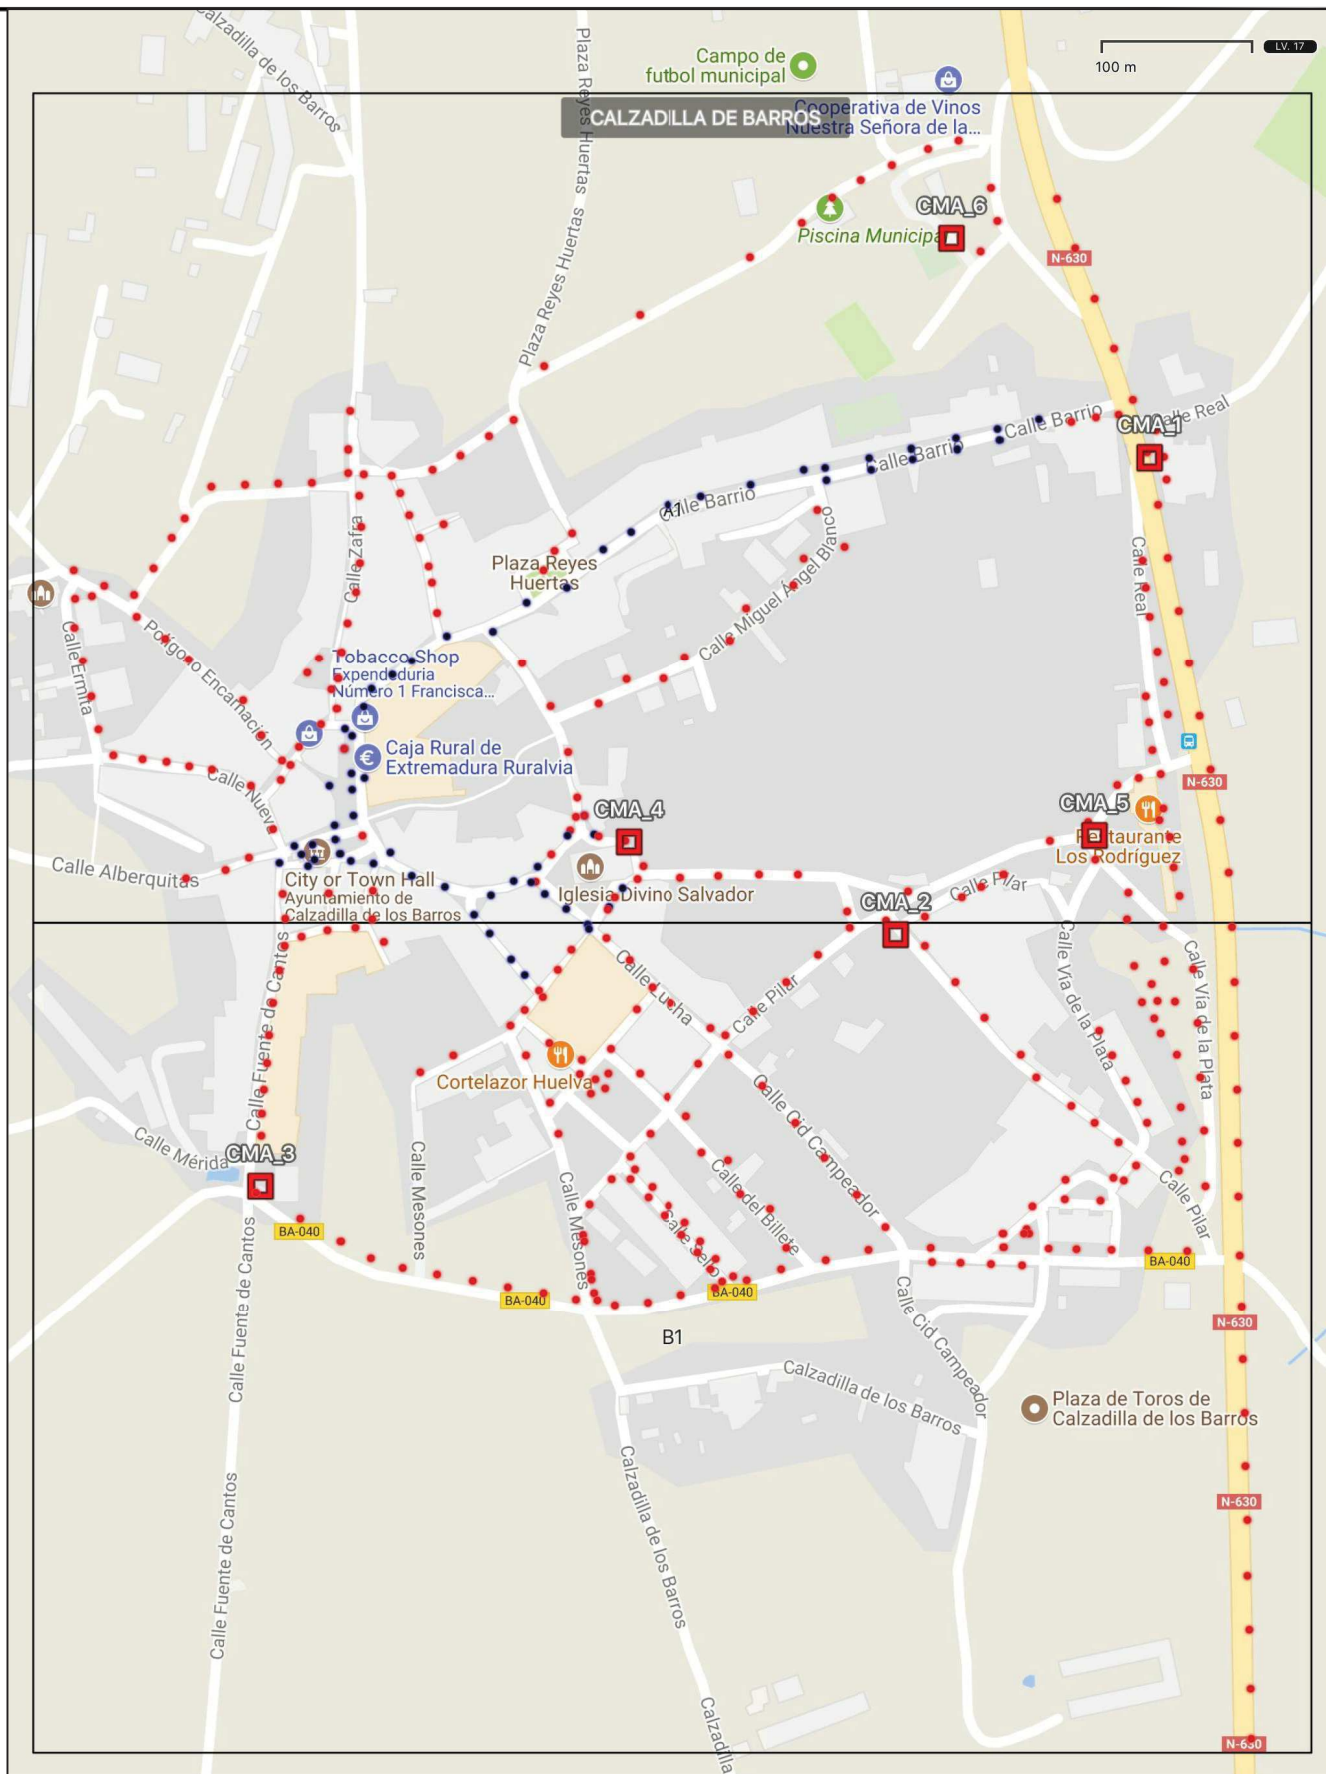 LV. 17
100 m
Campo de
futbol municipal
Cooperativa de Vinos
Nuestra Señora de la...
CALZADILLA DE BARROS
Calzadilla de los Barros
Plaza Reyes Huertas
Plaza Reyes Huertas
CMA_6
Piscina Municipa
N-630
Calle Barrio
Calle Real
CMA_1
Calle Barrio
Calle Barrio
A1
Calle Zafra
Plaza Reyes
Huertas
Calle Miguel Ángel Blanco
Calle Real
Calle Ermita
Polígono Encarnación
Tobacco Shop
Expendeduria
Número 1 Francisca...
Caja Rural de
Extremadura Ruralvia
N-630
Calle Nueva
CMA_4
CMA_5
Restaurante
Los Rodríguez
Calle Alberquitas
City or Town Hall
Ayuntamiento de
Calzadilla de los Barros
Iglesia Divino Salvador
Calle Pilar
CMA_2
Calle Fuente de Cantos
Calle Lucha
Calle Pilar
Calle Vía de la Plata
Calle Vía de la Plata
Cortelazor Huelva
Calle Cid Campeador
Calle Mérida
CMA_3
Calle Mesones
Calle Mesones
Calle del Billete
Calle Pilar
BA-040
BA-040
BA-040
BA-040
Calle Fuente de Cantos
B1
Calle Cid Campeador
N-630
Calzadilla de los Barros
Plaza de Toros de
Calzadilla de los Barros
Calzadilla de los Barros
Calle Fuente de Cantos
N-630
Calzadilla
N-630